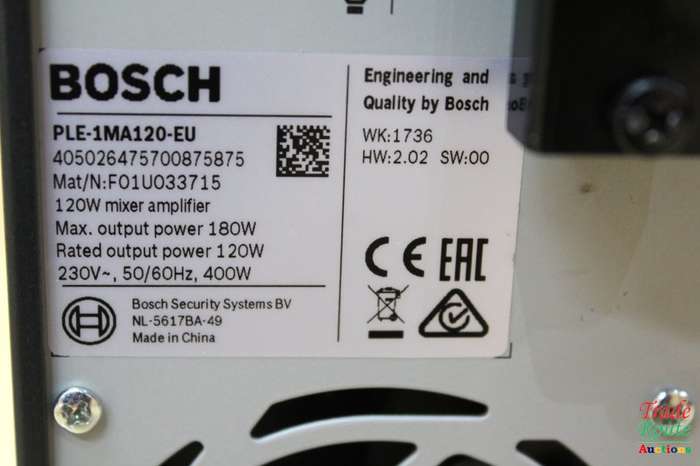 BOSCH
PLE-1MA120-EU
405026475700875875
Mat/N:F01U033715
120W mixer amplifier
Max. output power 180W
Rated output power 120W
230V~, 50/60Hz, 400W
Bosch Security Systems BV
NL-5617BA-49
Made in China
Engineering and
Quality by Bosch
WK:1736
HW:2.02 SW:00
CE EAC
Trade
Route
Auctions